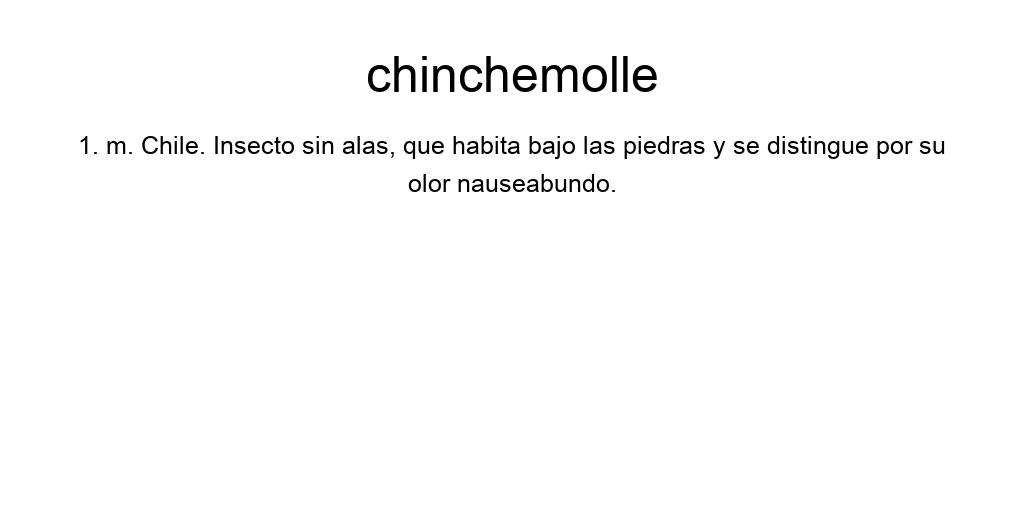 chinchemolle
1. m. Chile. Insecto sin alas, que habita bajo las piedras y se distingue por su
olor nauseabundo.